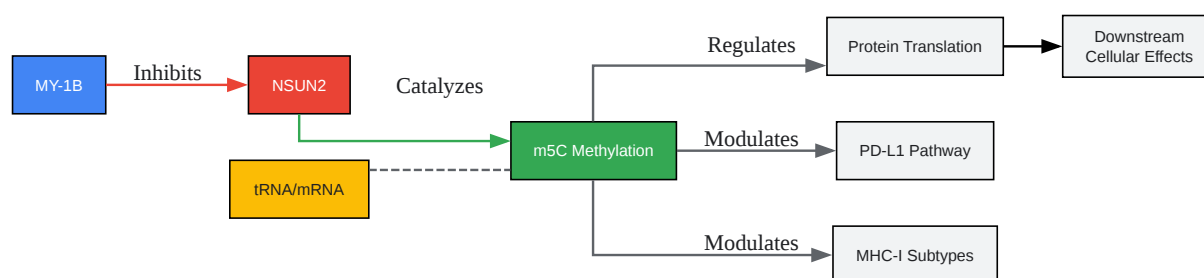 MY-1B
Inhibits
NSUN2
Catalyzes
tRNA/mRNA
m5C Methylation
Regulates
Protein Translation
Downstream
Cellular Effects
Modulates
PD-L1 Pathway
Modulates
MHC-I Subtypes